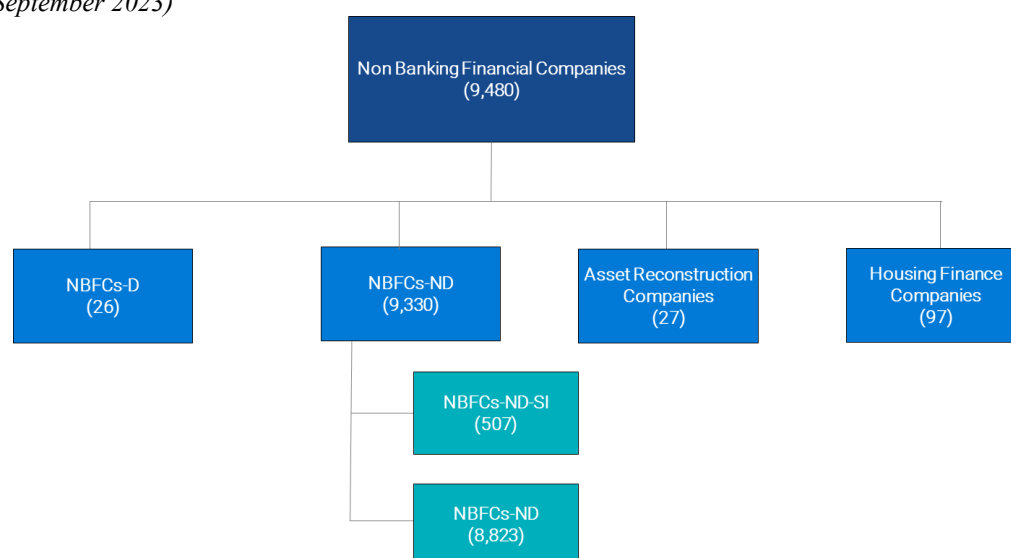 September 2023)
Non Banking Financial Companies
(9,480)
NBFCs-D
(26)
NBFCs-ND
(9,330)
Asset Reconstruction
Companies
(27)
Housing Finance
Companies
(97)
NBFCs-ND-SI
(507)
NBFCs-ND
(8,823)